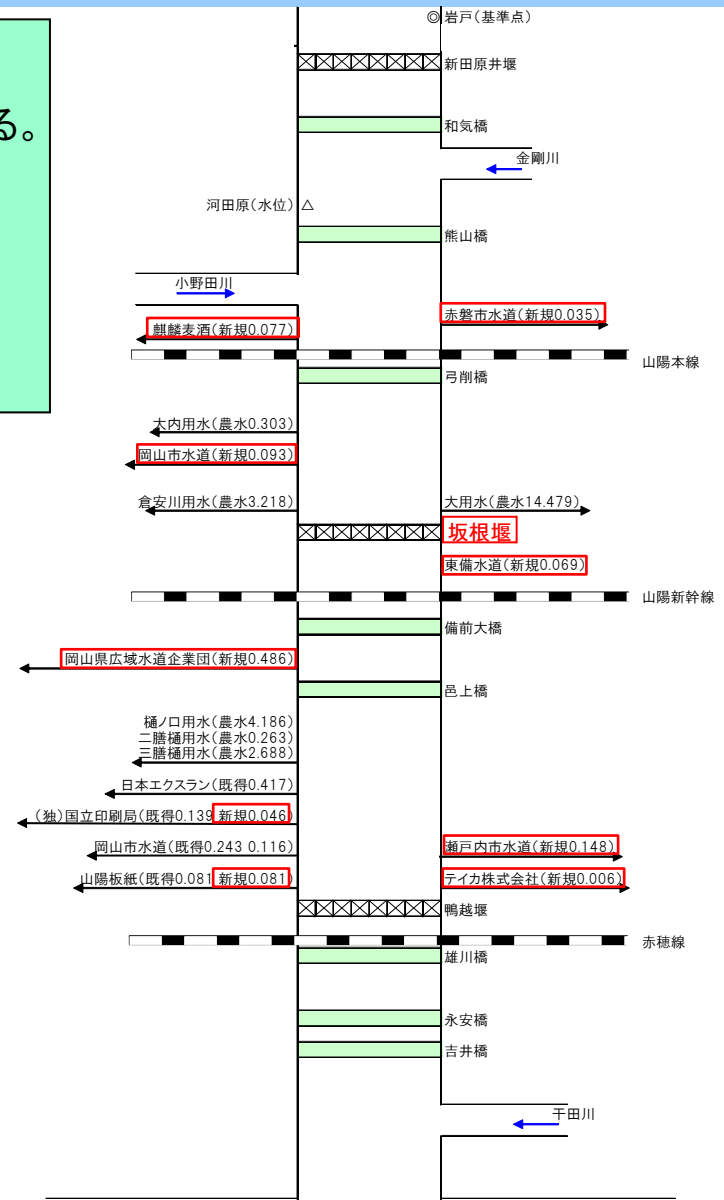 る。
◎岩戸(基準点)
新田原井堰
和気橋
金剛川
河田原(水位) △
熊山橋
小野田川
麒麟麦酒(新規0.077)
赤磐市水道(新規0.035)
山陽本線
弓削橋
大内用水(農水0.303)
岡山市水道(新規0.093)
倉安川用水(農水3.218)
大用水(農水14.479)
坂根堰
東備水道(新規0.069)
山陽新幹線
備前大橋
岡山県広域水道企業団(新規0.486)
邑上橋
樋ノ口用水(農水4.186)
二膳樋用水(農水0.263)
三膳樋用水(農水2.688)
日本エクスラン(既得0.417)
(独)国立印刷局(既得0.139 新規0.046)
岡山市水道(既得0.243 0.116)
瀬戸内市水道(新規0.148)
山陽板紙(既得0.081 新規0.081)
テイカ株式会社(新規0.006)
鴨越堰
赤穂線
雄川橋
永安橋
吉井橋
干田川